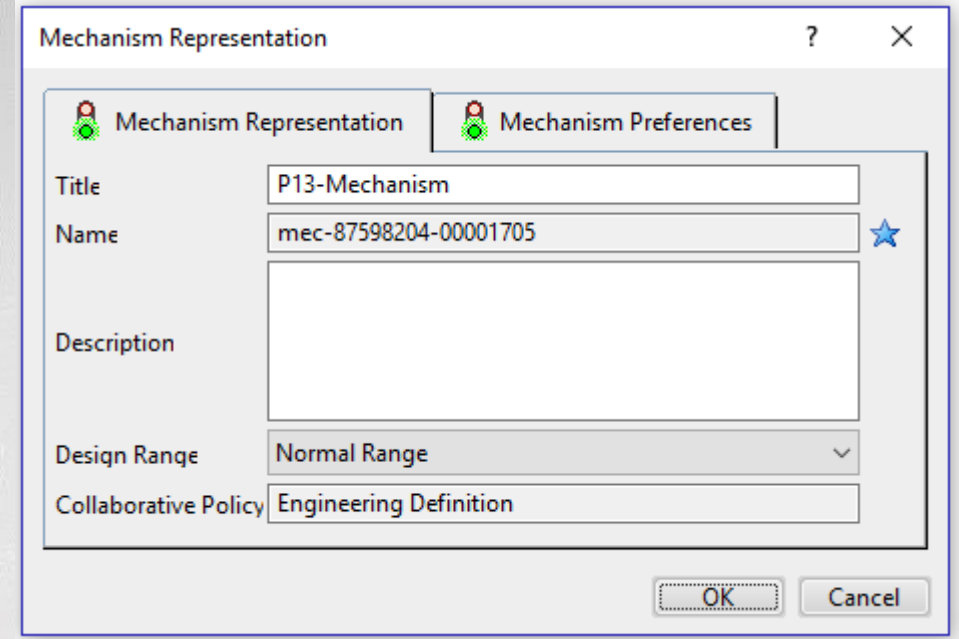 Mechanism Representation ?
Mechanism Representation Mechanism Preferences
Title P13-Mechanism
Name mec-87598204-00001705
Description
Design Range Normal Range
Collaborative Policy Engineering Definition
OK Cancel